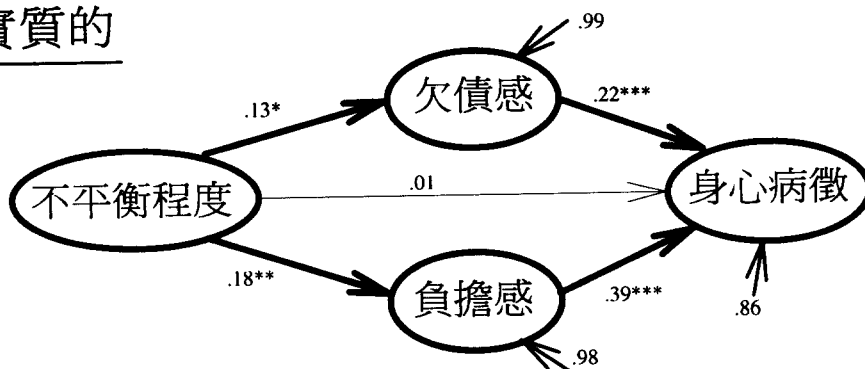 實質的
.99
欠債感
.13*
.22***
不平衡程度
.01
身心病徵
.18**
負擔感
.39***
.86
.98